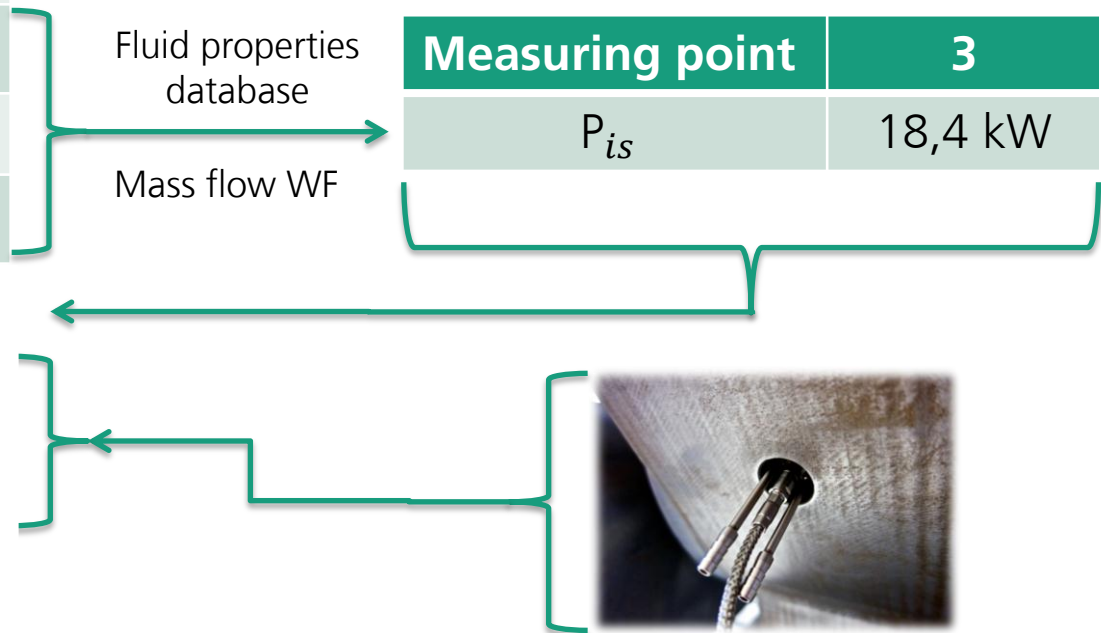 Fluid properties
database
Mass flow WF
Measuring point 3
P_is 18,4 kW